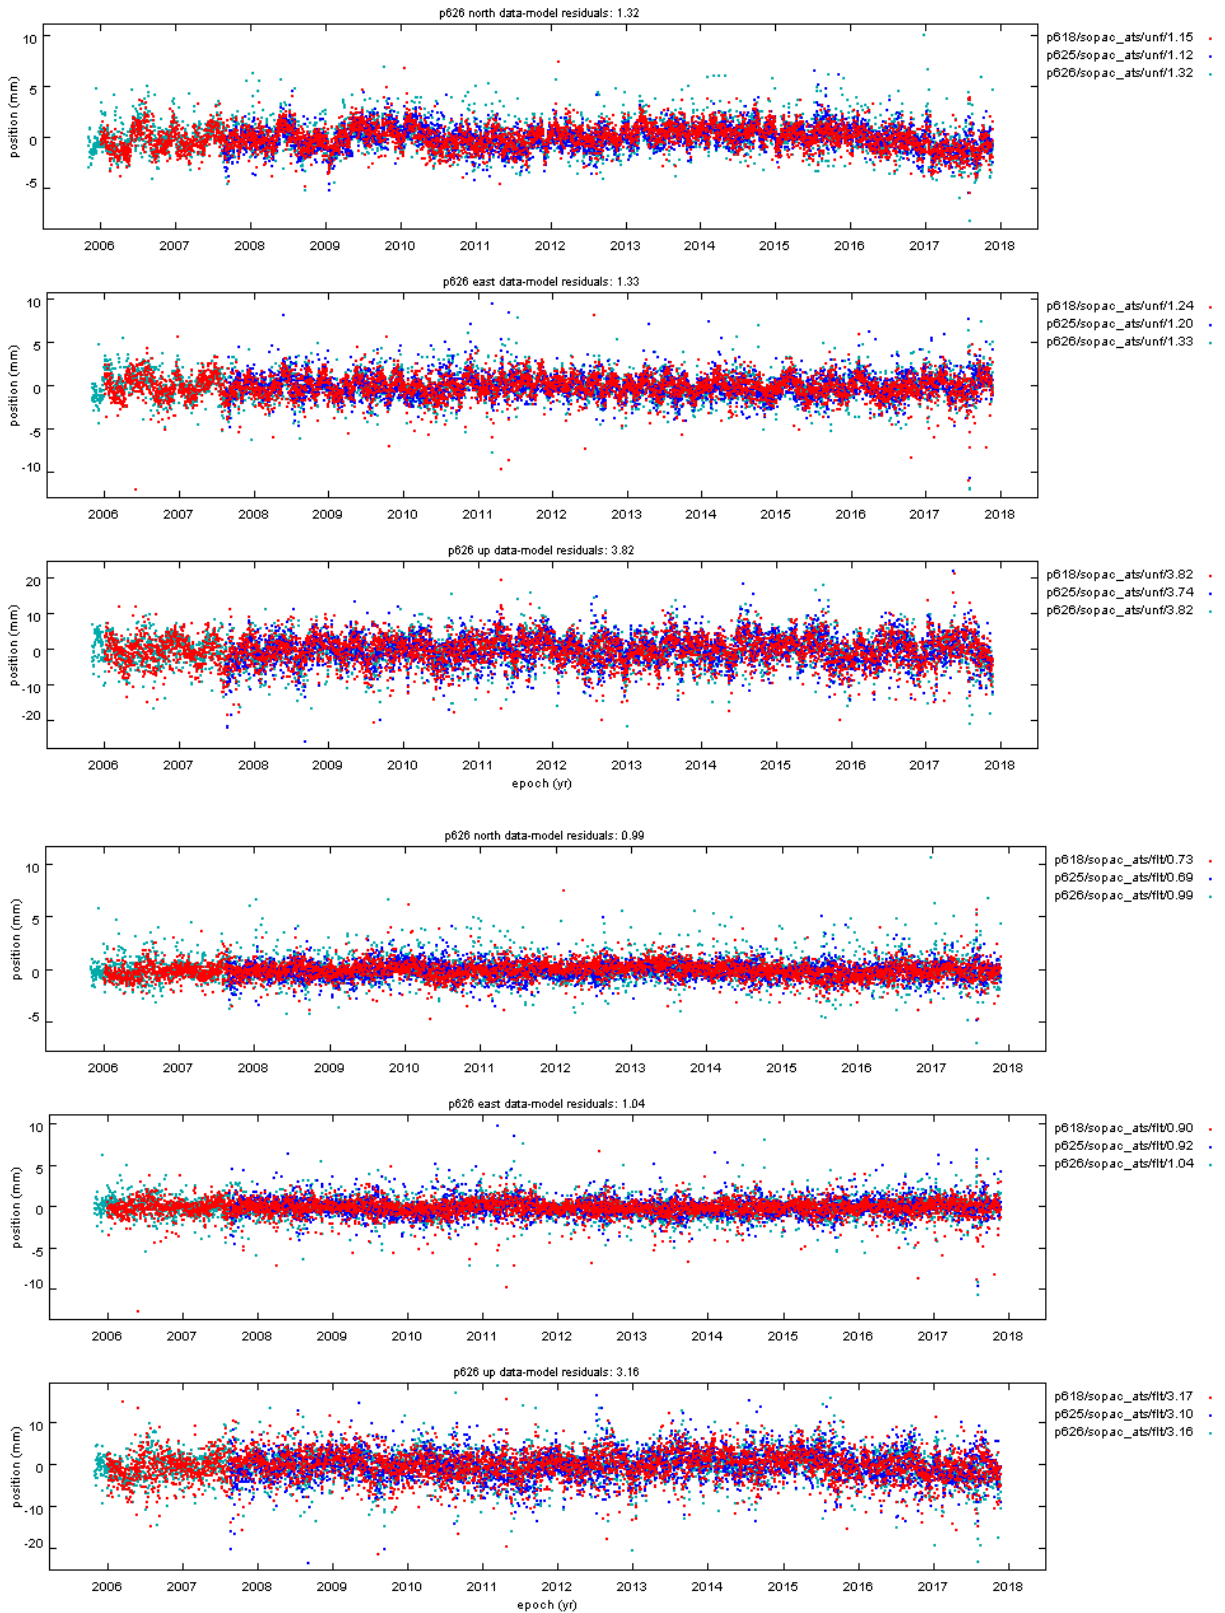 p626 north data-model residuals: 1.32
10
5
0
-5
position (mm)
2006 2007 2008 2009 2010 2011 2012 2013 2014 2015 2016 2017 2018
p618/sopac_ats/unf/1.15
p625/sopac_ats/unf/1.12
p626/sopac_ats/unf/1.32
p626 east data-model residuals: 1.33
10
5
0
-5
-10
position (mm)
2006 2007 2008 2009 2010 2011 2012 2013 2014 2015 2016 2017 2018
p618/sopac_ats/unf/1.24
p625/sopac_ats/unf/1.20
p626/sopac_ats/unf/1.33
p626 up data-model residuals: 3.82
20
10
0
-10
-20
position (mm)
2006 2007 2008 2009 2010 2011 2012 2013 2014 2015 2016 2017 2018
epoch (yr)
p618/sopac_ats/unf/3.82
p625/sopac_ats/unf/3.74
p626/sopac_ats/unf/3.82
p626 north data-model residuals: 0.99
10
5
0
-5
position (mm)
2006 2007 2008 2009 2010 2011 2012 2013 2014 2015 2016 2017 2018
p618/sopac_ats/flt/0.73
p625/sopac_ats/flt/0.69
p626/sopac_ats/flt/0.99
p626 east data-model residuals: 1.04
10
5
0
-5
-10
position (mm)
2006 2007 2008 2009 2010 2011 2012 2013 2014 2015 2016 2017 2018
p618/sopac_ats/flt/0.90
p625/sopac_ats/flt/0.92
p626/sopac_ats/flt/1.04
p626 up data-model residuals: 3.16
10
0
-10
-20
position (mm)
2006 2007 2008 2009 2010 2011 2012 2013 2014 2015 2016 2017 2018
epoch (yr)
p618/sopac_ats/flt/3.17
p625/sopac_ats/flt/3.10
p626/sopac_ats/flt/3.16